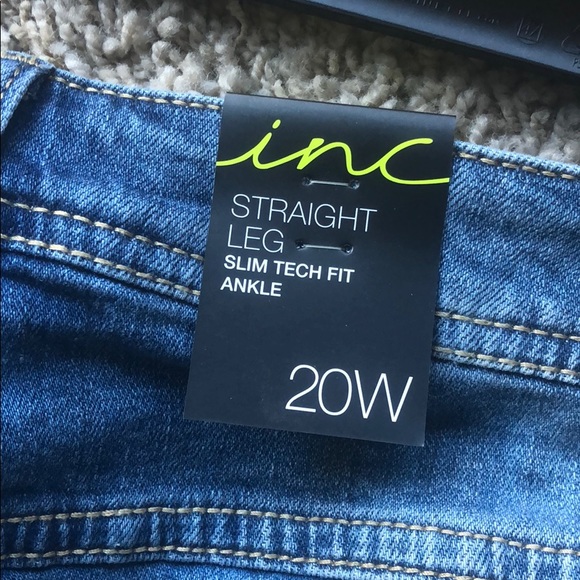 inc
STRAIGHT
LEG
SLIM TECH FIT
ANKLE
20W